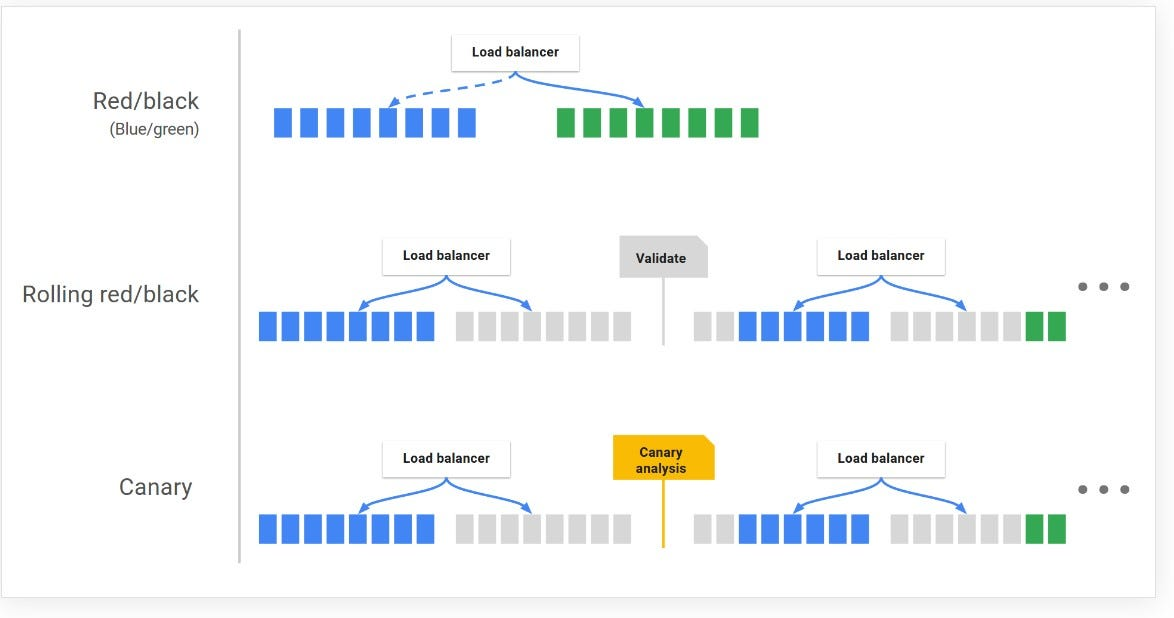 Load balancer
Red/black
(Blue/green)
Load balancer
Validate
Load balancer
Rolling red/black
Load balancer
Canary
analysis
Load balancer
Canary